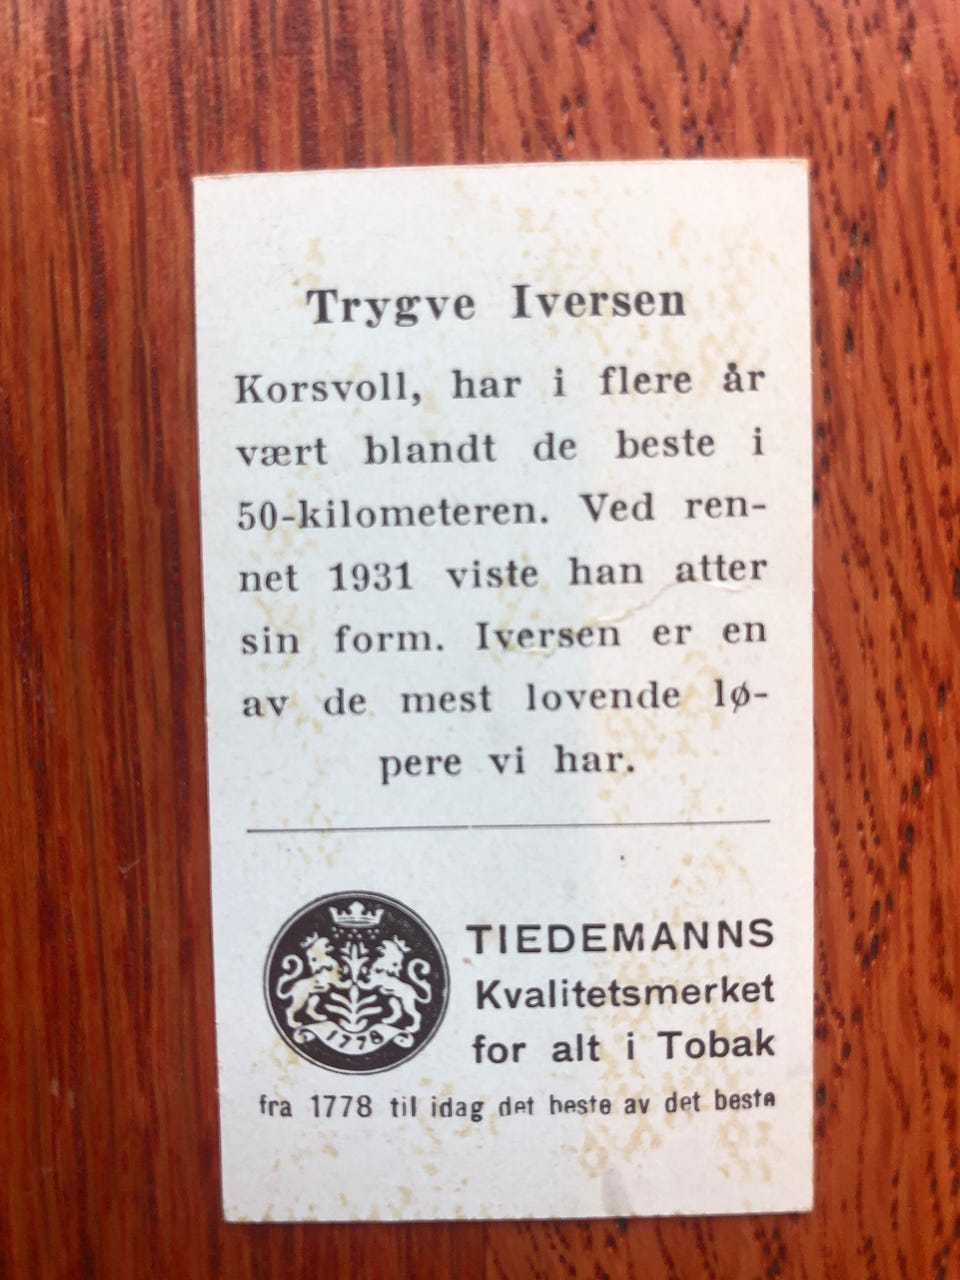 Trygve Iversen
Korsvoll, har i flere år
vært blandt de beste i
50-kilometeren. Ved ren-
net 1931 viste han atter
sin form. Iversen er en
av de mest lovende lø-
pere vi har.
TIEDEMANNS
Kvalitetsmerket
for alt i Tobak
1778
fra 1778 til idag det beste av det beste